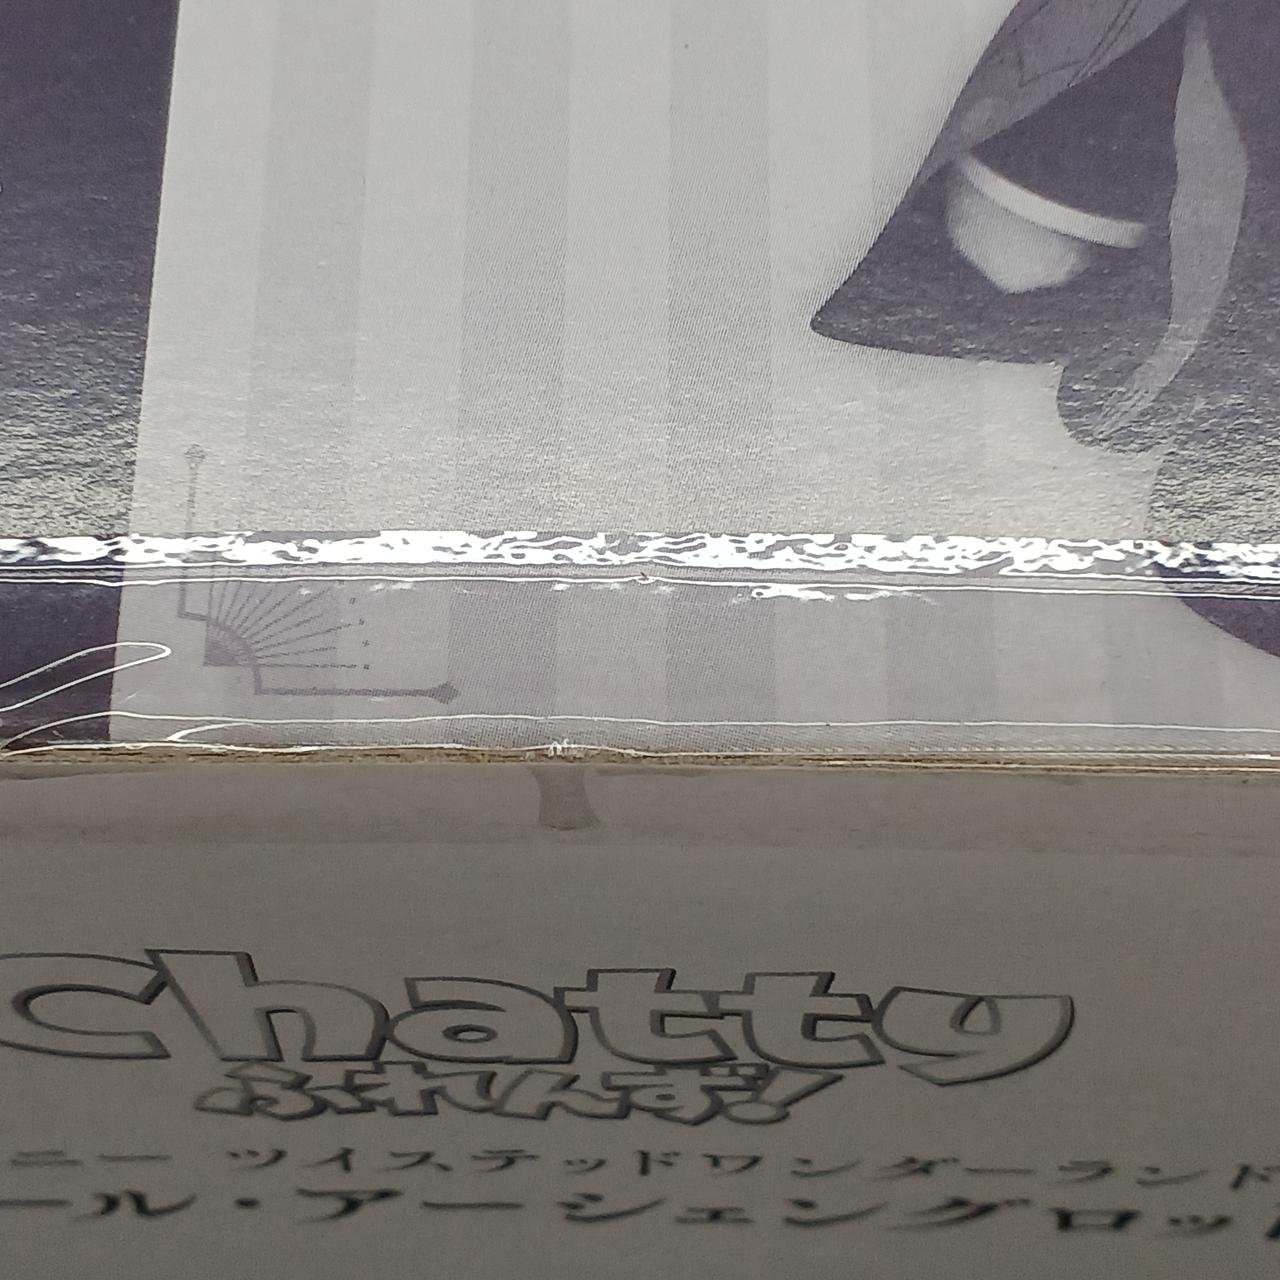 Chatty
ふれんず!
ニー ツイステッドワンダーランド
ール・アーシェングロット